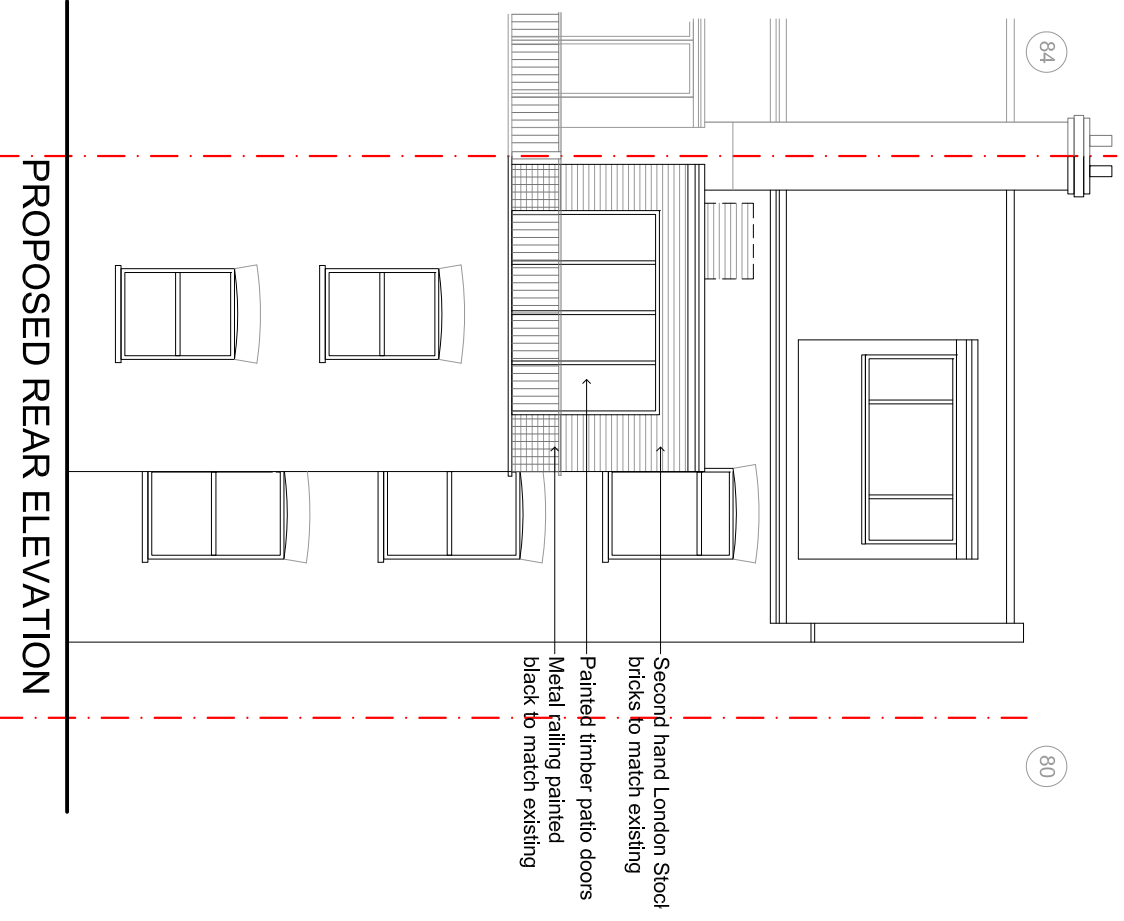 84
80
Second hand London Stock
bricks to match existing
Painted timber patio doors
Metal railing painted
black to match existing
PROPOSED REAR ELEVATION